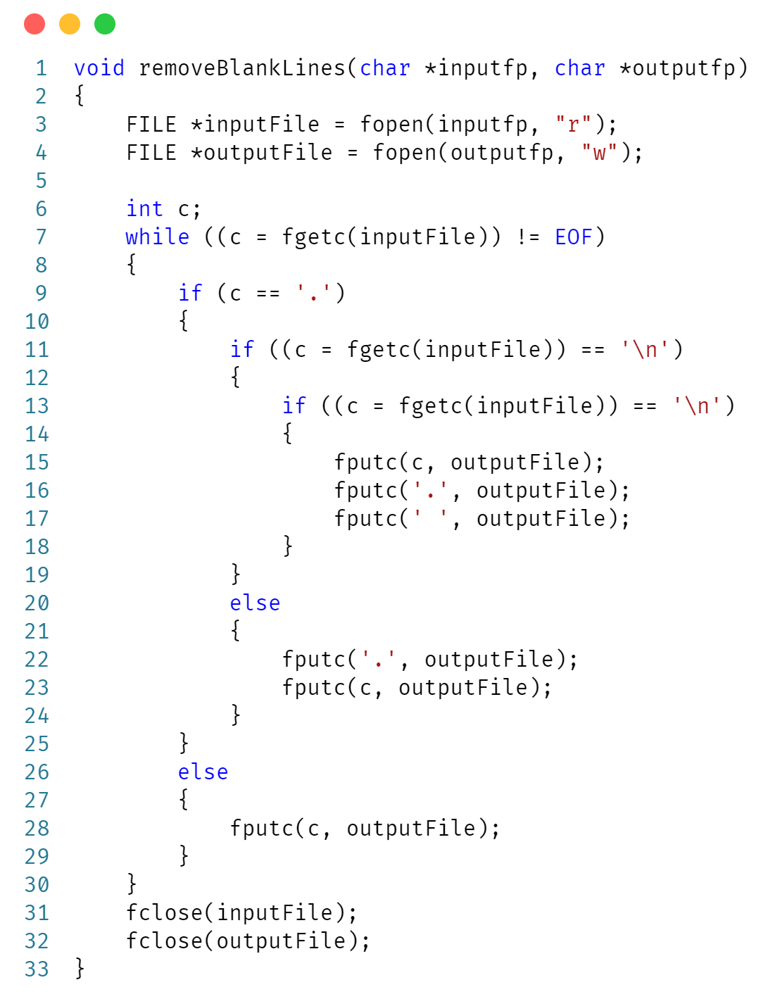 1 void removeBlankLines(char *inputfp, char *outputfp)
2 {
3     FILE *inputFile = fopen(inputfp, "r");
4     FILE *outputFile = fopen(outputfp, "w");
5
6     int c;
7     while ((c = fgetc(inputFile)) != EOF)
8     {
9         if (c == '.')
10         {
11             if ((c = fgetc(inputFile)) == '\n')
12             {
13                 if ((c = fgetc(inputFile)) == '\n')
14                 {
15                     fputc(c, outputFile);
16                     fputc('.', outputFile);
17                     fputc(' ', outputFile);
18                 }
19             }
20             else
21             {
22                 fputc('.', outputFile);
23                 fputc(c, outputFile);
24             }
25         }
26         else
27         {
28             fputc(c, outputFile);
29         }
30     }
31     fclose(inputFile);
32     fclose(outputFile);
33 }